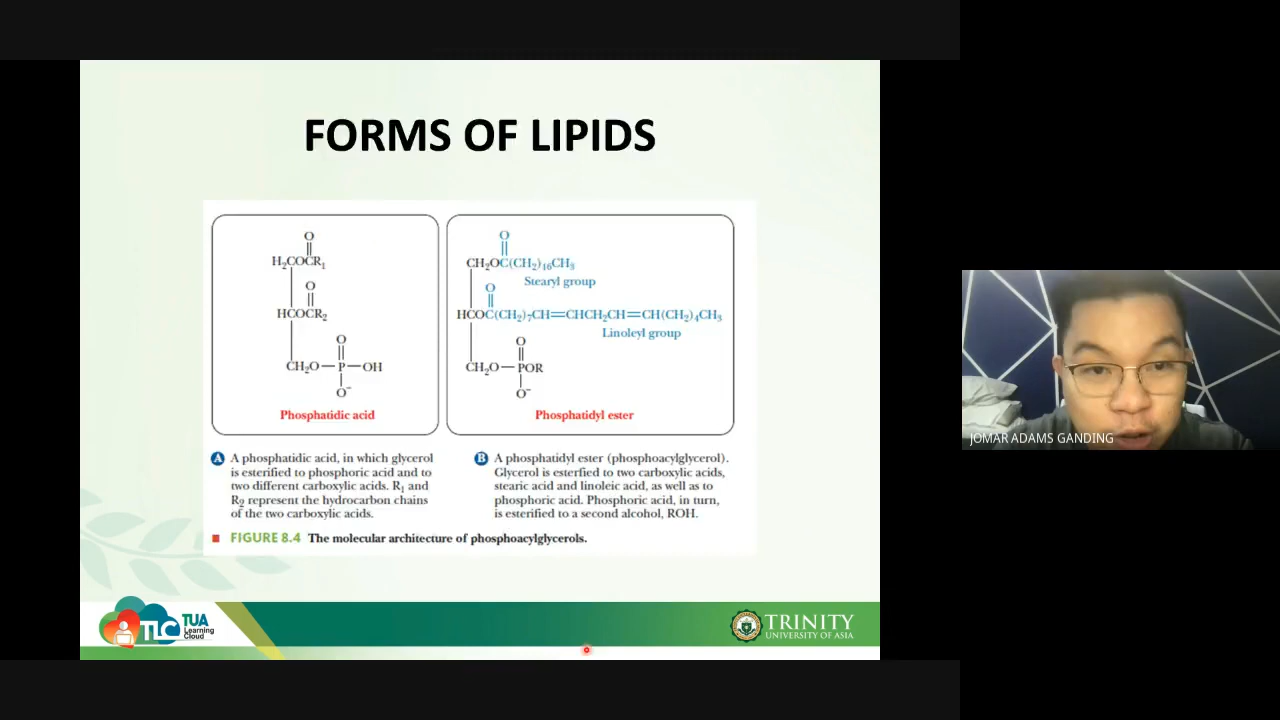 FORMS OF LIPIDS
O
H₂COCR₁
O
HCOCR₂
O
CH₂O—P—OH
O⁻
Phosphatidic acid
O
CH₂OC(CH₂)₁₆CH₃
Stearyl group
O
HCOC(CH₂)₇CH=CHCH₂CH=CH(CH₂)₄CH₃
Linoleyl group
O
CH₂O—POR
O⁻
Phosphatidyl ester
A A phosphatidic acid, in which glycerol
is esterified to phosphoric acid and to
two different carboxylic acids. R₁ and
R₂ represent the hydrocarbon chains
of the two carboxylic acids.
B A phosphatidyl ester (phosphoacylglycerol).
Glycerol is esterfied to two carboxylic acids,
stearic acid and linoleic acid, as well as to
phosphoric acid. Phosphoric acid, in turn,
is esterified to a second alcohol, ROH.
FIGURE 8.4 The molecular architecture of phosphoacylglycerols.
TLC
TUA
Learning
Cloud
TRINITY
UNIVERSITY OF ASIA
JOMAR ADAMS GANDING